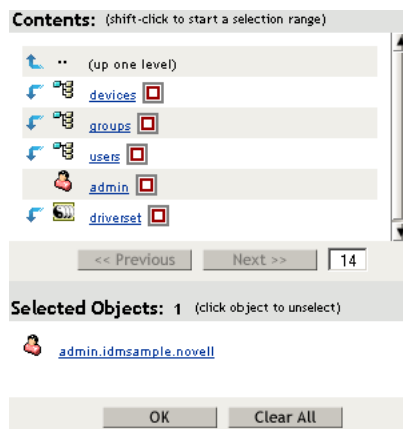 Contents: (shift-click to start a selection range)
.. (up one level)
devices
groups
users
admin
driverset
<< Previous Next >> 14
Selected Objects: 1 (click object to unselect)
admin.idmsample.novell
OK Clear All